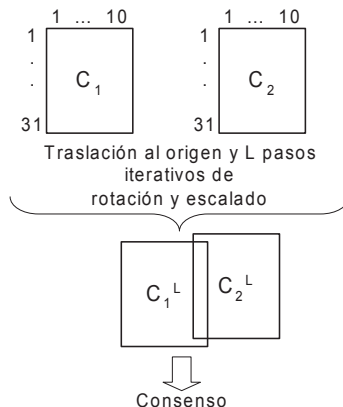 1 ... 10 1 ... 10
1 1
. .
. .
C1 C2
31 31
Traslación al origen y L pasos
iterativos de
rotación y escalado
C1L C2L
Consenso